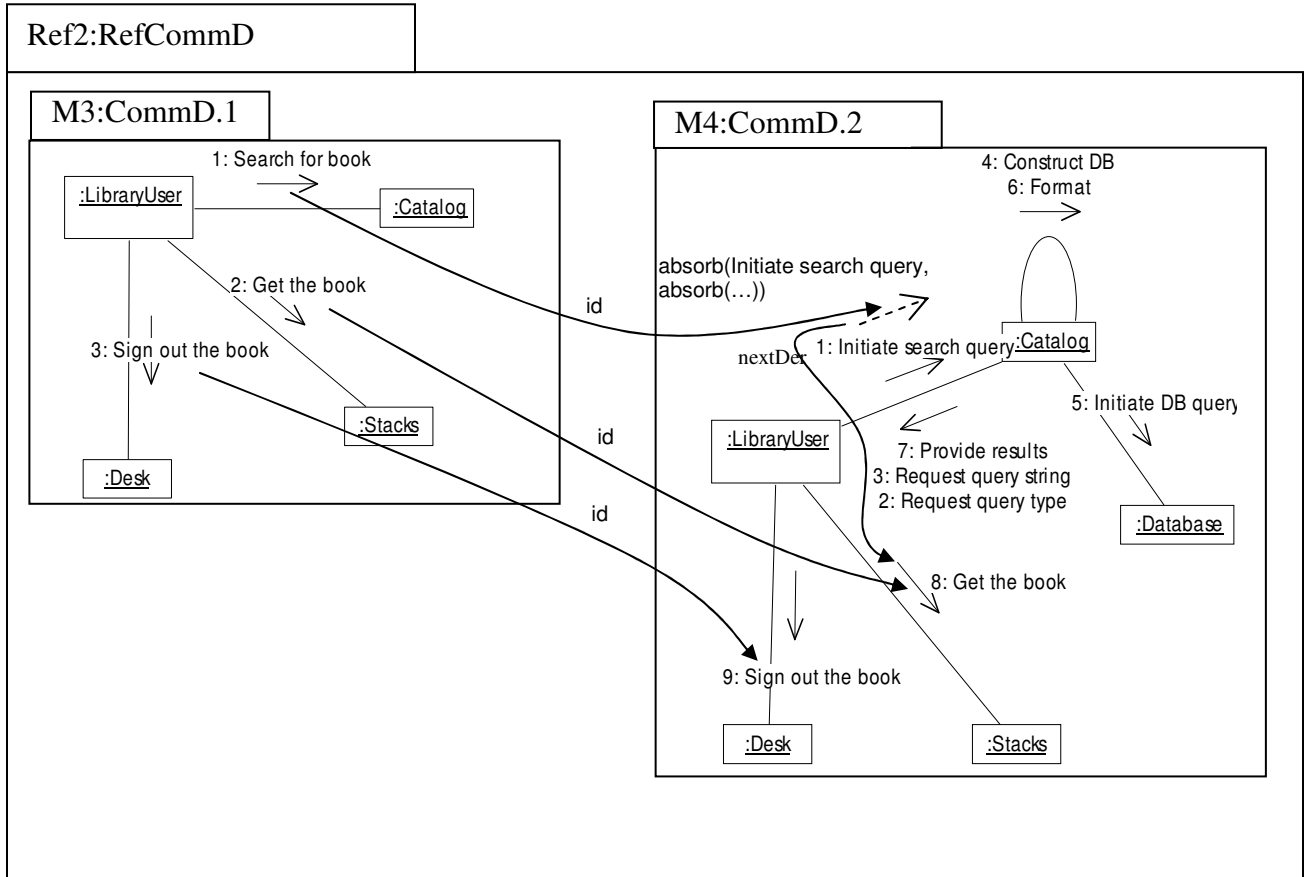 Ref2:RefCommD
M3:CommD.1
1: Search for book
:LibraryUser
:Catalog
2: Get the book
3: Sign out the book
:Stacks
:Desk
id
id
id
M4:CommD.2
4: Construct DB
6: Format
absorb(Initiate search query,
absorb(…))
nextDer
1: Initiate search query
:Catalog
5: Initiate DB query
:LibraryUser
7: Provide results
3: Request query string
2: Request query type
:Database
8: Get the book
9: Sign out the book
:Desk
:Stacks